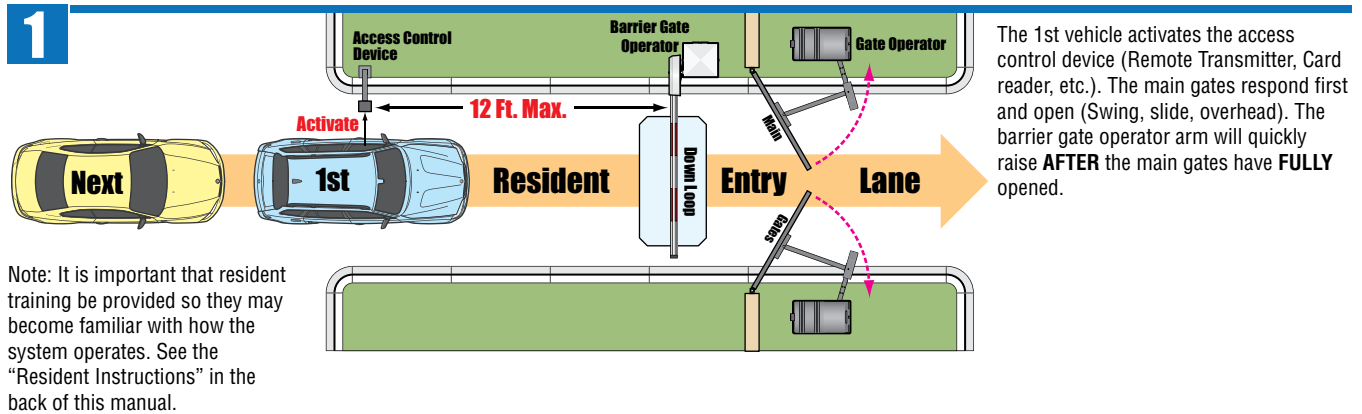 1
Access Control
Device
Barrier Gate
Operator
Gate Operator
12 Ft. Max.
Activate
Main
Next
1st
Resident
Down Loop
Entry
Lane
Gates
The 1st vehicle activates the access
control device (Remote Transmitter, Card
reader, etc.). The main gates respond first
and open (Swing, slide, overhead). The
barrier gate operator arm will quickly
raise AFTER the main gates have FULLY
opened.
Note: It is important that resident
training be provided so they may
become familiar with how the
system operates. See the
“Resident Instructions” in the
back of this manual.